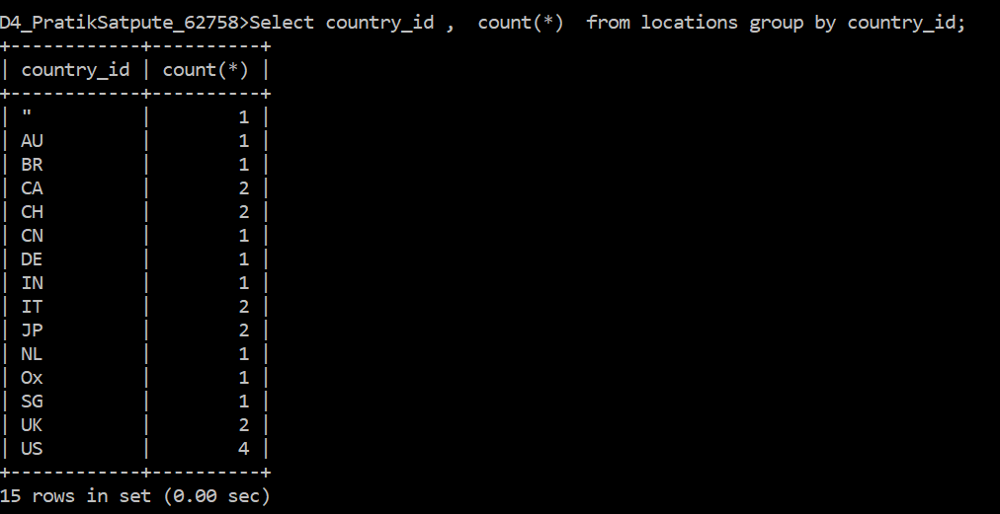 D4_PratikSatpute_62758>Select country_id ,  count(*)  from locations group by country_id;
+------------+----------+
| country_id | count(*) |
+------------+----------+
| "          |        1 |
| AU         |        1 |
| BR         |        1 |
| CA         |        2 |
| CH         |        2 |
| CN         |        1 |
| DE         |        1 |
| IN         |        1 |
| IT         |        2 |
| JP         |        2 |
| NL         |        1 |
| Ox         |        1 |
| SG         |        1 |
| UK         |        2 |
| US         |        4 |
+------------+----------+
15 rows in set (0.00 sec)